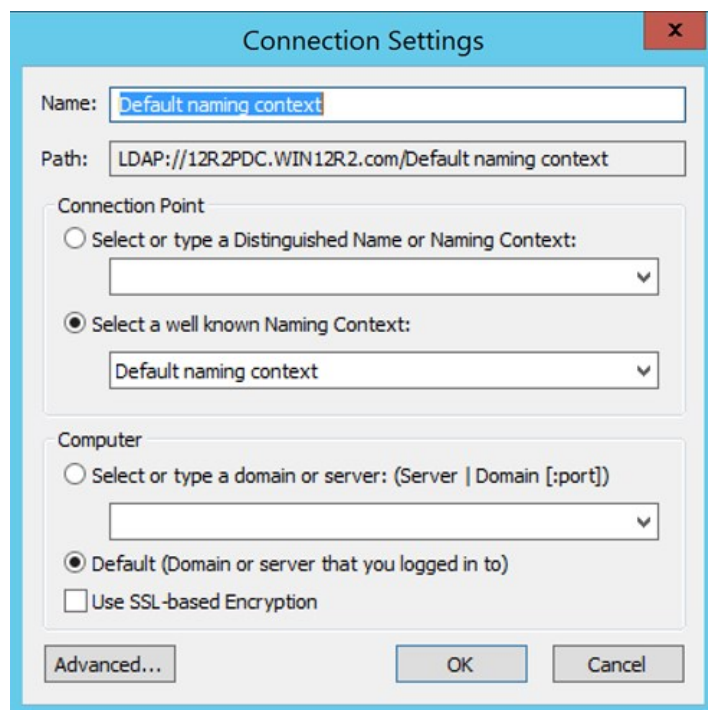 Connection Settings
x
Name: Default naming context
Path: LDAP://12R2PDC.WIN12R2.com/Default naming context
Connection Point
Select or type a Distinguished Name or Naming Context:
Select a well known Naming Context:
Default naming context
Computer
Select or type a domain or server: (Server | Domain [:port])
Default (Domain or server that you logged in to)
Use SSL-based Encryption
Advanced... OK Cancel